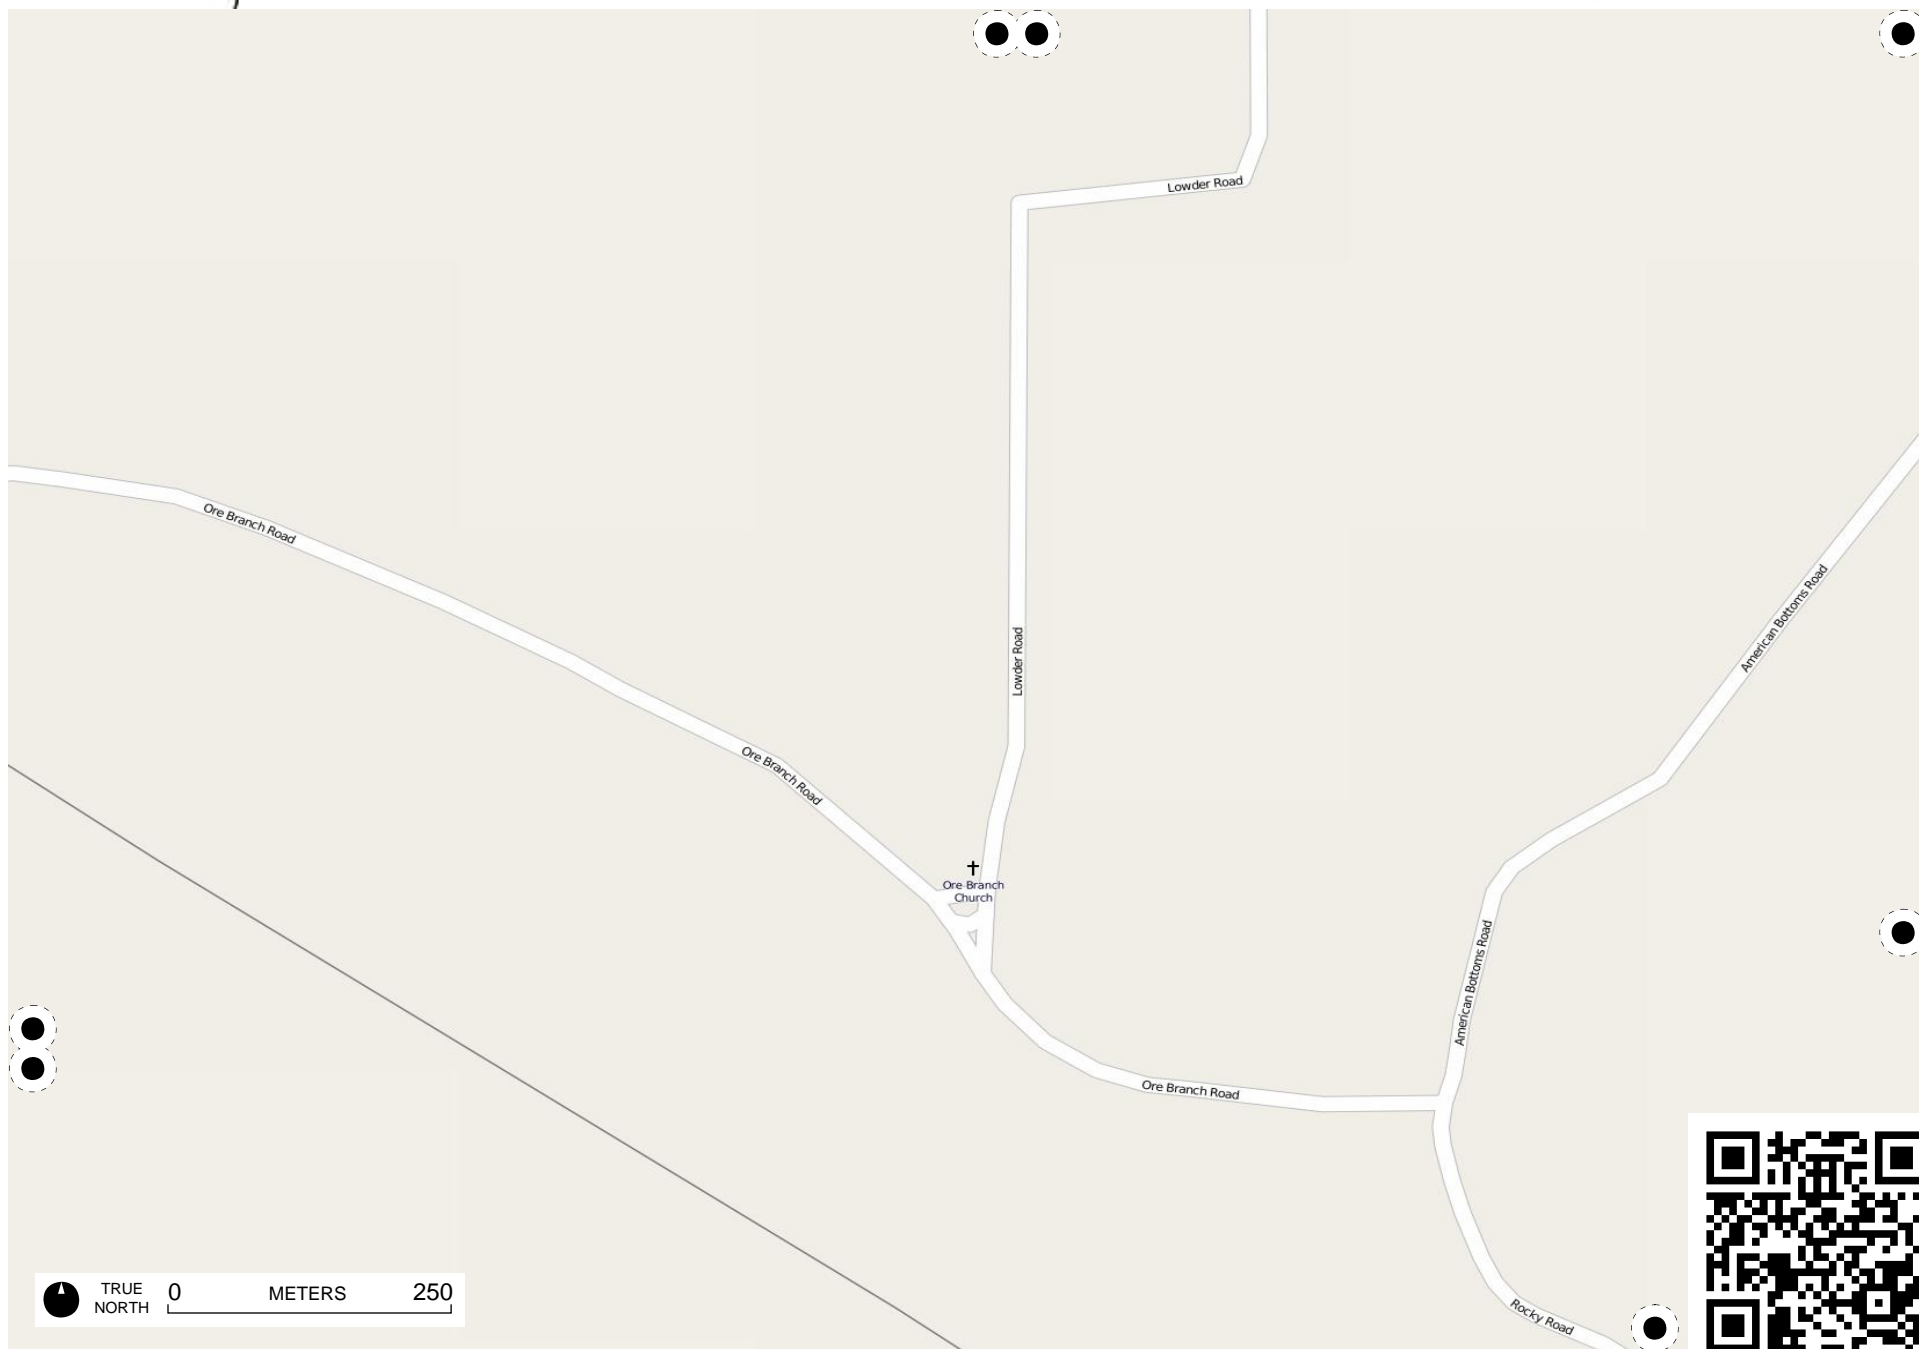 Lowder Road
Ore Branch Road
American Bottoms Road
Lowder Road
Ore Branch Road
Ore Branch
Church
American Bottoms Road
Ore Branch Road
Rocky Road
TRUE
NORTH
0 METERS 250